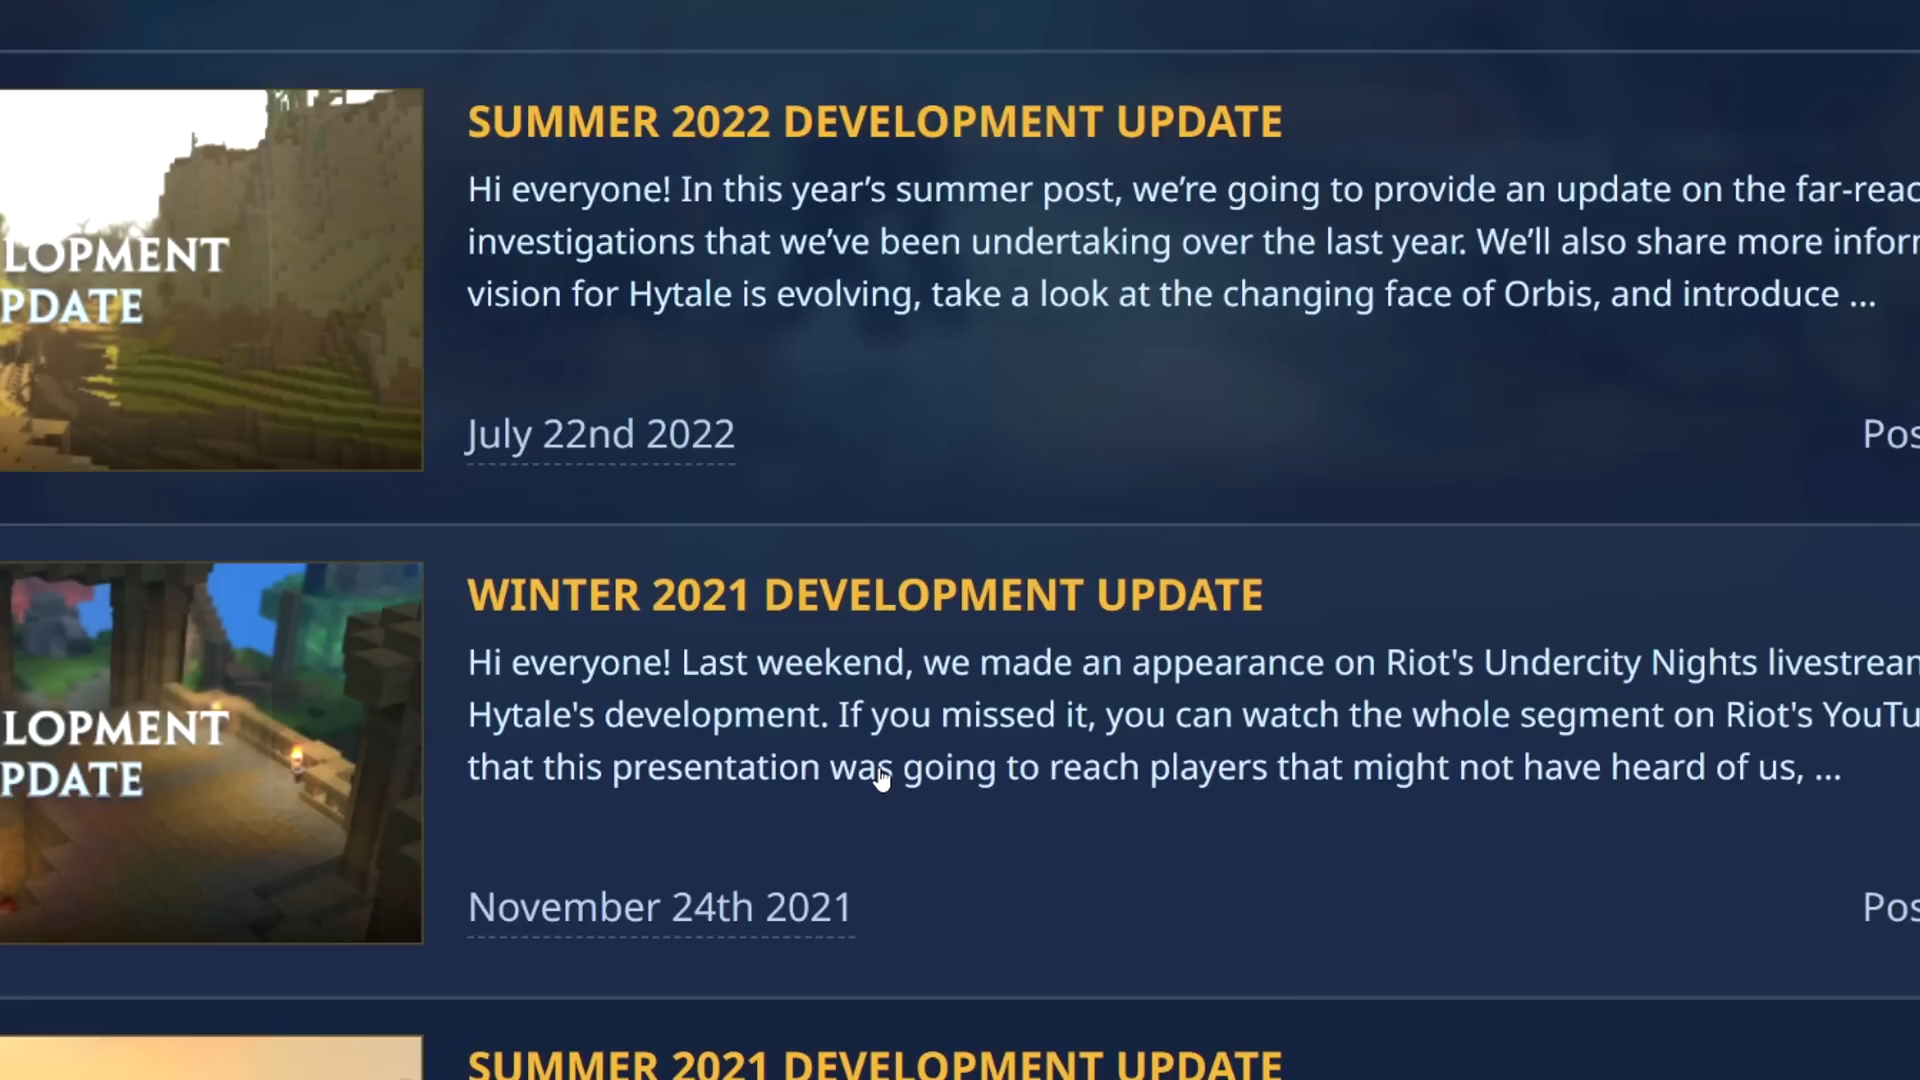 SUMMER 2022 DEVELOPMENT UPDATE
Hi everyone! In this year’s summer post, we’re going to provide an update on the far-reac
investigations that we’ve been undertaking over the last year. We’ll also share more infor
vision for Hytale is evolving, take a look at the changing face of Orbis, and introduce ...
LOPMENT
PDATE
July 22nd 2022
Pos
WINTER 2021 DEVELOPMENT UPDATE
Hi everyone! Last weekend, we made an appearance on Riot's Undercity Nights livestream
Hytale's development. If you missed it, you can watch the whole segment on Riot's YouTu
that this presentation was going to reach players that might not have heard of us, ...
LOPMENT
PDATE
November 24th 2021
Pos
SUMMER 2021 DEVELOPMENT UPDATE